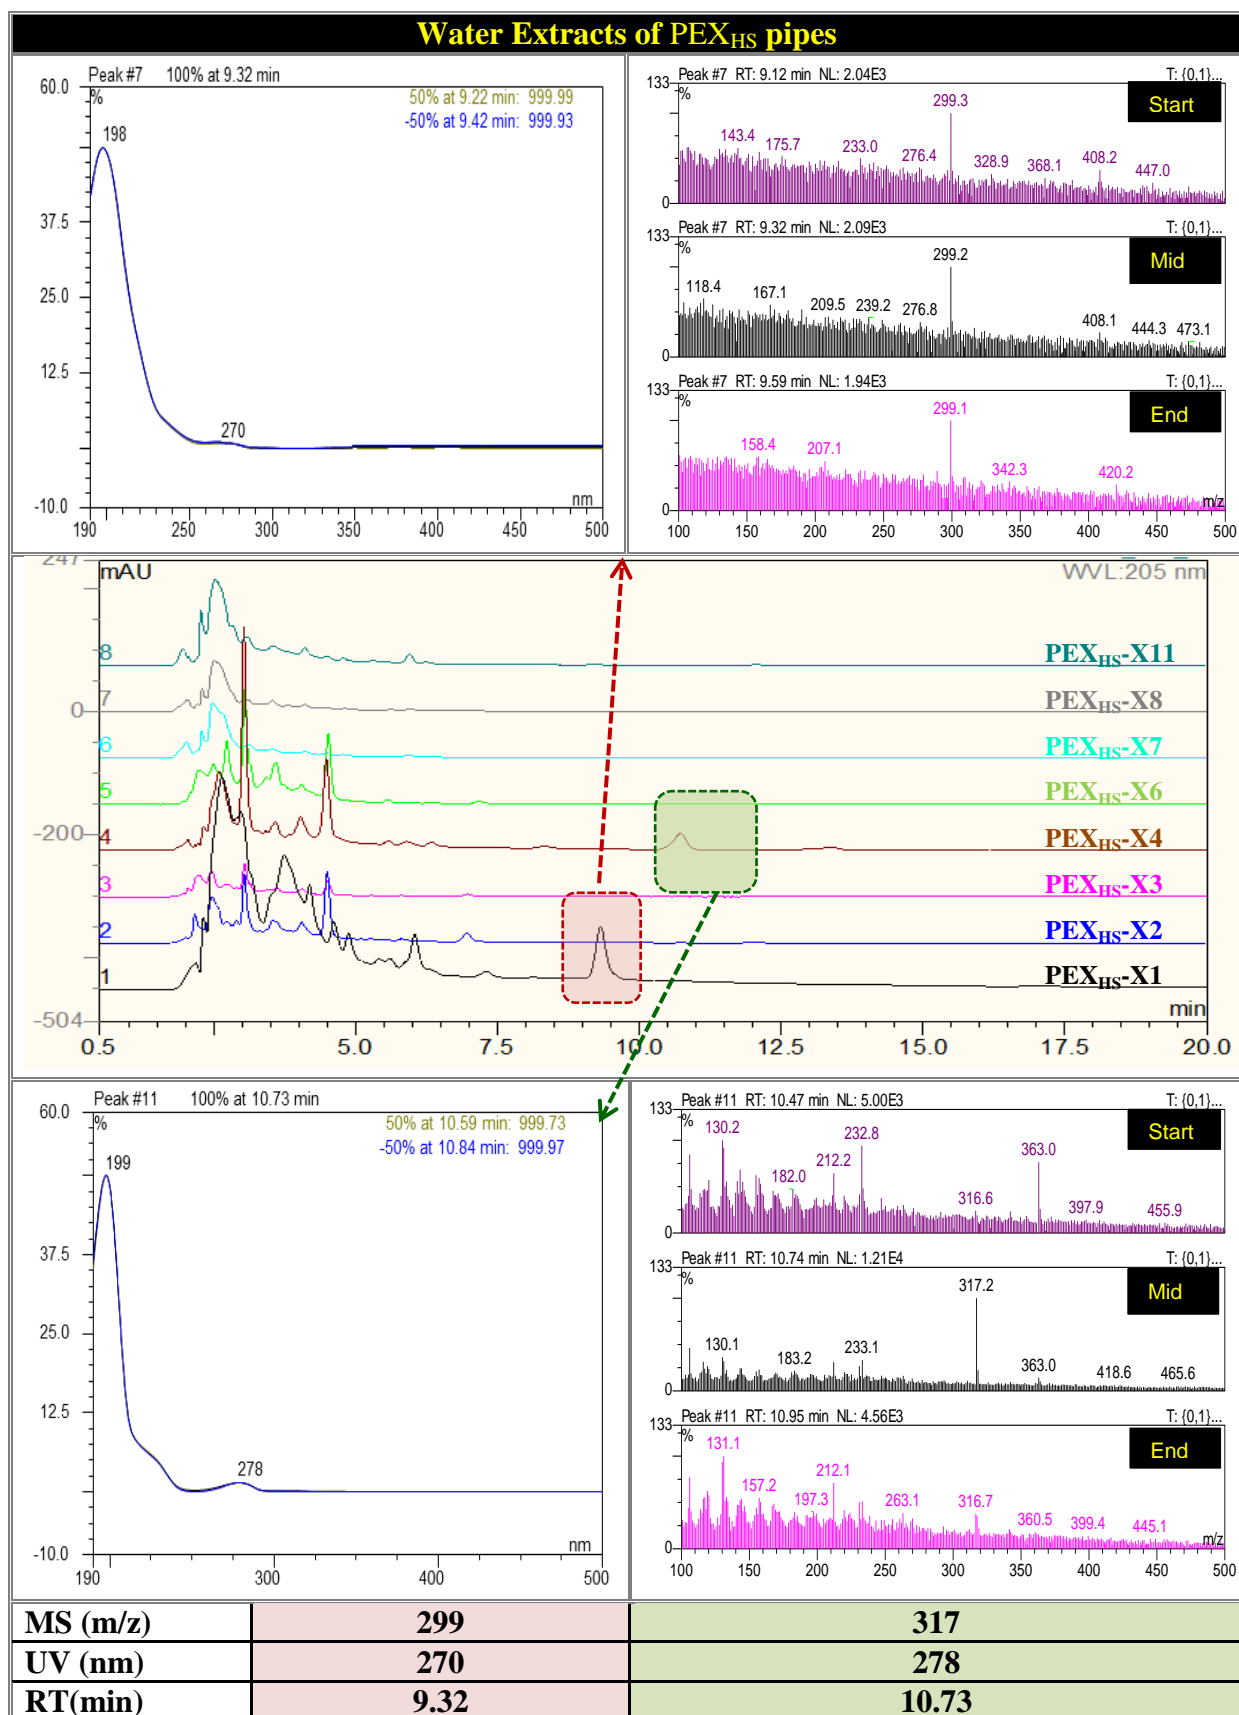 Water Extracts of PEXHS pipes
Peak #7 100% at 9.32 min
60.0
%
50% at 9.22 min: 999.99
-50% at 9.42 min: 999.93
198
37.5
25.0
12.5
270
-10.0
nm
190 250 300 350 400 450 500
Peak #7 RT: 9.12 min NL: 2.04E3 T: {0,1}...
133
%
Start
299.3
143.4 175.7 233.0 276.4 328.9 368.1 408.2 447.0
0
Peak #7 RT: 9.32 min NL: 2.09E3 T: {0,1}...
133
%
Mid
299.2
118.4 167.1 209.5 239.2 276.8 408.1 444.3 473.1
0
Peak #7 RT: 9.59 min NL: 1.94E3 T: {0,1}...
133
%
End
299.1
158.4 207.1 342.3 420.2
m/z
0
100 150 200 250 300 350 400 450 500
247
mAU
WVL:205 nm
8 PEXHS-X11
0
7 PEXHS-X8
6 PEXHS-X7
5 PEXHS-X6
-200
4 PEXHS-X4
3 PEXHS-X3
2 PEXHS-X2
1 PEXHS-X1
-504
min
0.5 5.0 7.5 10.0 12.5 15.0 17.5 20.0
Peak #11 100% at 10.73 min
60.0
%
50% at 10.59 min: 999.73
-50% at 10.84 min: 999.97
199
37.5
25.0
12.5
278
-10.0
nm
190 300 400 500
Peak #11 RT: 10.47 min NL: 5.00E3 T: {0,1}...
133
%
Start
130.2 182.0 212.2 232.8 316.6 363.0 397.9 455.9
0
Peak #11 RT: 10.74 min NL: 1.21E4 T: {0,1}...
133
%
Mid
317.2
130.1 183.2 233.1 363.0 418.6 465.6
0
Peak #11 RT: 10.95 min NL: 4.56E3 T: {0,1}...
133
%
End
131.1 157.2 197.3 212.1 263.1 316.7 360.5 399.4 445.1
m/z
0
100 150 200 250 300 350 400 450 500
MS (m/z) 299 317
UV (nm) 270 278
RT(min) 9.32 10.73